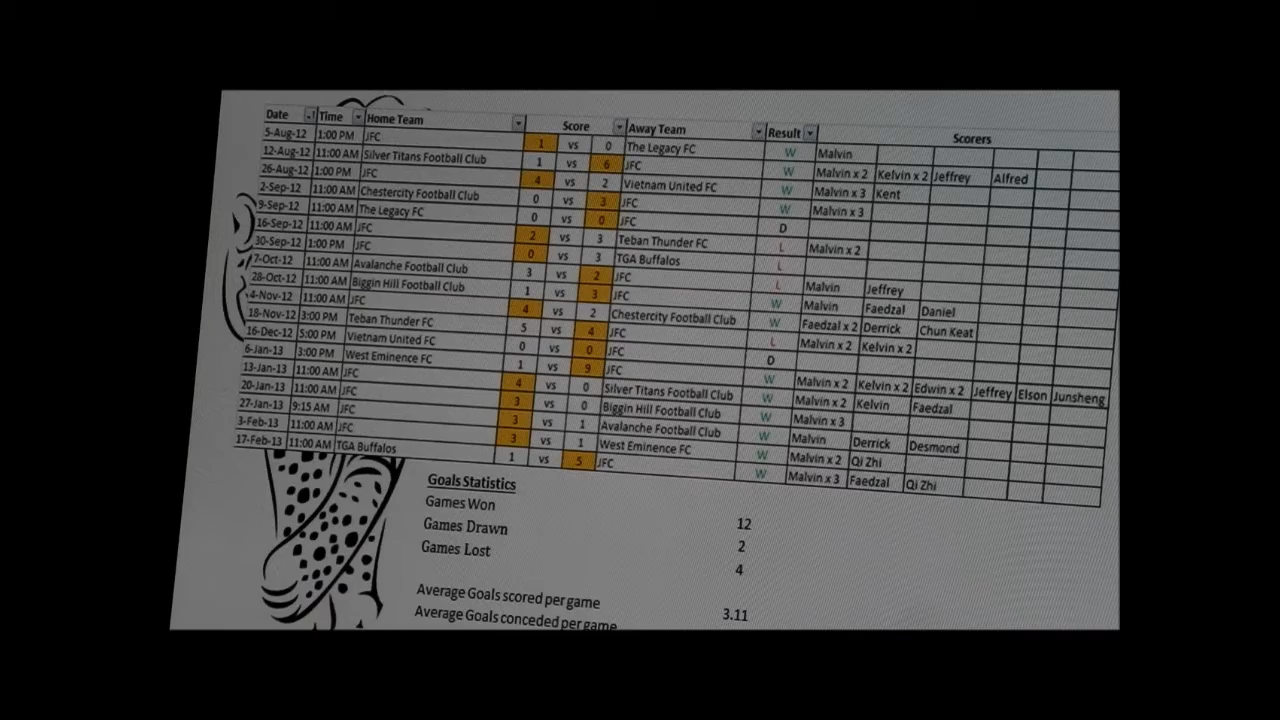 Date Time Home Team Score Away Team Result Scorers
5-Aug-12 1:00 PM JFC 1 vs 0 The Legacy FC W Malvin
12-Aug-12 11:00 AM Silver Titans Football Club 1 vs 6 JFC W Malvin x 2 Kelvin x 2 Jeffrey Alfred
26-Aug-12 1:00 PM JFC 4 vs 2 Vietnam United FC W Malvin x 3 Kent
2-Sep-12 11:00 AM Chestercity Football Club 0 vs 3 JFC W Malvin x 3
9-Sep-12 11:00 AM The Legacy FC 0 vs 0 JFC D
16-Sep-12 11:00 AM JFC 2 vs 3 Teban Thunder FC L Malvin x 2
30-Sep-12 1:00 PM JFC 0 vs 3 TGA Buffalos L
7-Oct-12 11:00 AM Avalanche Football Club 3 vs 2 JFC L Malvin Jeffrey
28-Oct-12 11:00 AM Biggin Hill Football Club 1 vs 3 JFC W Malvin Faedzal Daniel
4-Nov-12 11:00 AM JFC 4 vs 2 Chestercity Football Club W Faedzal x 2 Derrick Chun Keat
18-Nov-12 3:00 PM Teban Thunder FC 5 vs 4 JFC L Malvin x 2 Kelvin x 2
16-Dec-12 5:00 PM Vietnam United FC 0 vs 0 JFC D
6-Jan-13 3:00 PM West Eminence FC 1 vs 9 JFC W Malvin x 2 Kelvin x 2 Edwin x 2 Jeffrey Elson Junsheng
13-Jan-13 11:00 AM JFC 4 vs 0 Silver Titans Football Club W Malvin x 2 Kelvin Faedzal
20-Jan-13 11:00 AM JFC 3 vs 0 Biggin Hill Football Club W Malvin x 3
27-Jan-13 9:15 AM JFC 3 vs 1 Avalanche Football Club W Malvin Derrick Desmond
3-Feb-13 11:00 AM JFC 3 vs 1 West Eminence FC W Malvin x 2 Qi Zhi
17-Feb-13 11:00 AM TGA Buffalos 1 vs 5 JFC W Malvin x 3 Faedzal Qi Zhi
Goals Statistics
Games Won 12
Games Drawn 2
Games Lost 4
Average Goals scored per game 3.11
Average Goals conceded per game